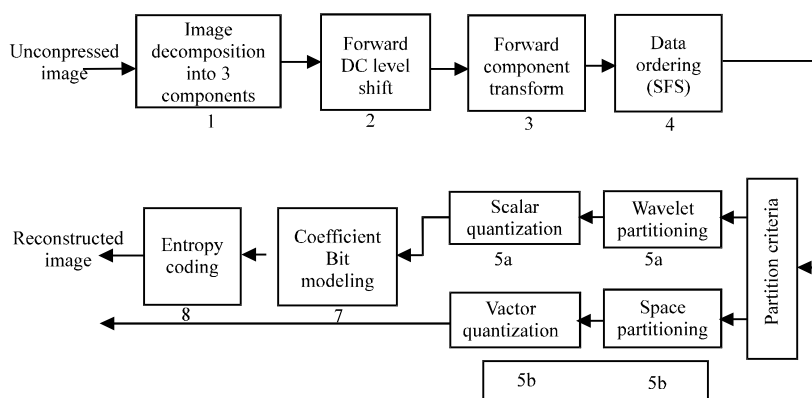 Unconpressed
image
Image
decomposition
into 3
components
1
Forward
DC level
shift
2
Forward
component
transform
3
Data
ordering
(SFS)
4
Reconstructed
image
Entropy
coding
8
Coefficient
Bit
modeling
7
Scalar
quantization
5a
Wavelet
partitioning
5a
Partition criteria
Vactor
quantization
Space
partitioning
5b
5b